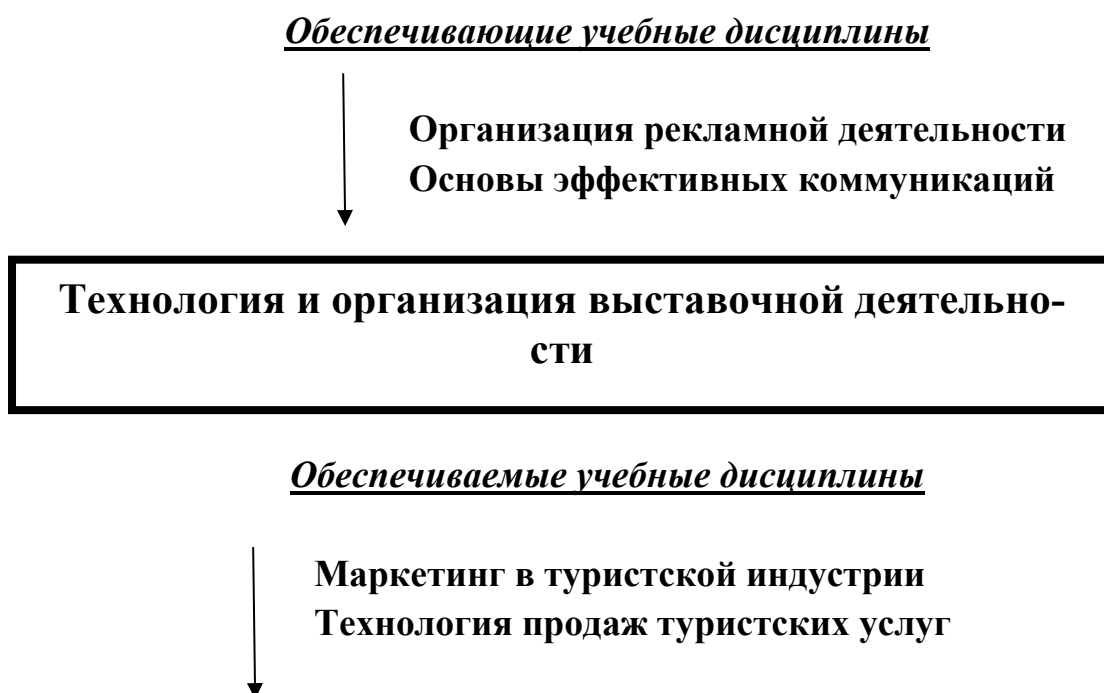 Обеспечивающие учебные дисциплины
Организация рекламной деятельности
Основы эффективных коммуникаций
Технология и организация выставочной деятельно-
сти
Обеспечиваемые учебные дисциплины
Маркетинг в туристской индустрии
Технология продаж туристских услуг